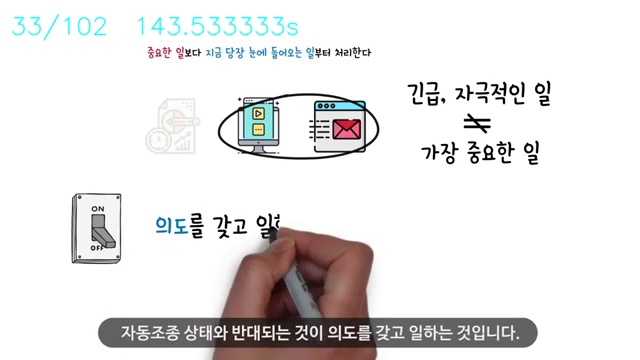 33/102 143.533333s
중요한 일보다 지금 당장 눈에 들어오는 일부터 처리한다
긴급, 자극적인 일
≠
가장 중요한 일
ON
OFF
의도를 갖고 일하
자동조종 상태와 반대되는 것이 의도를 갖고 일하는 것입니다.